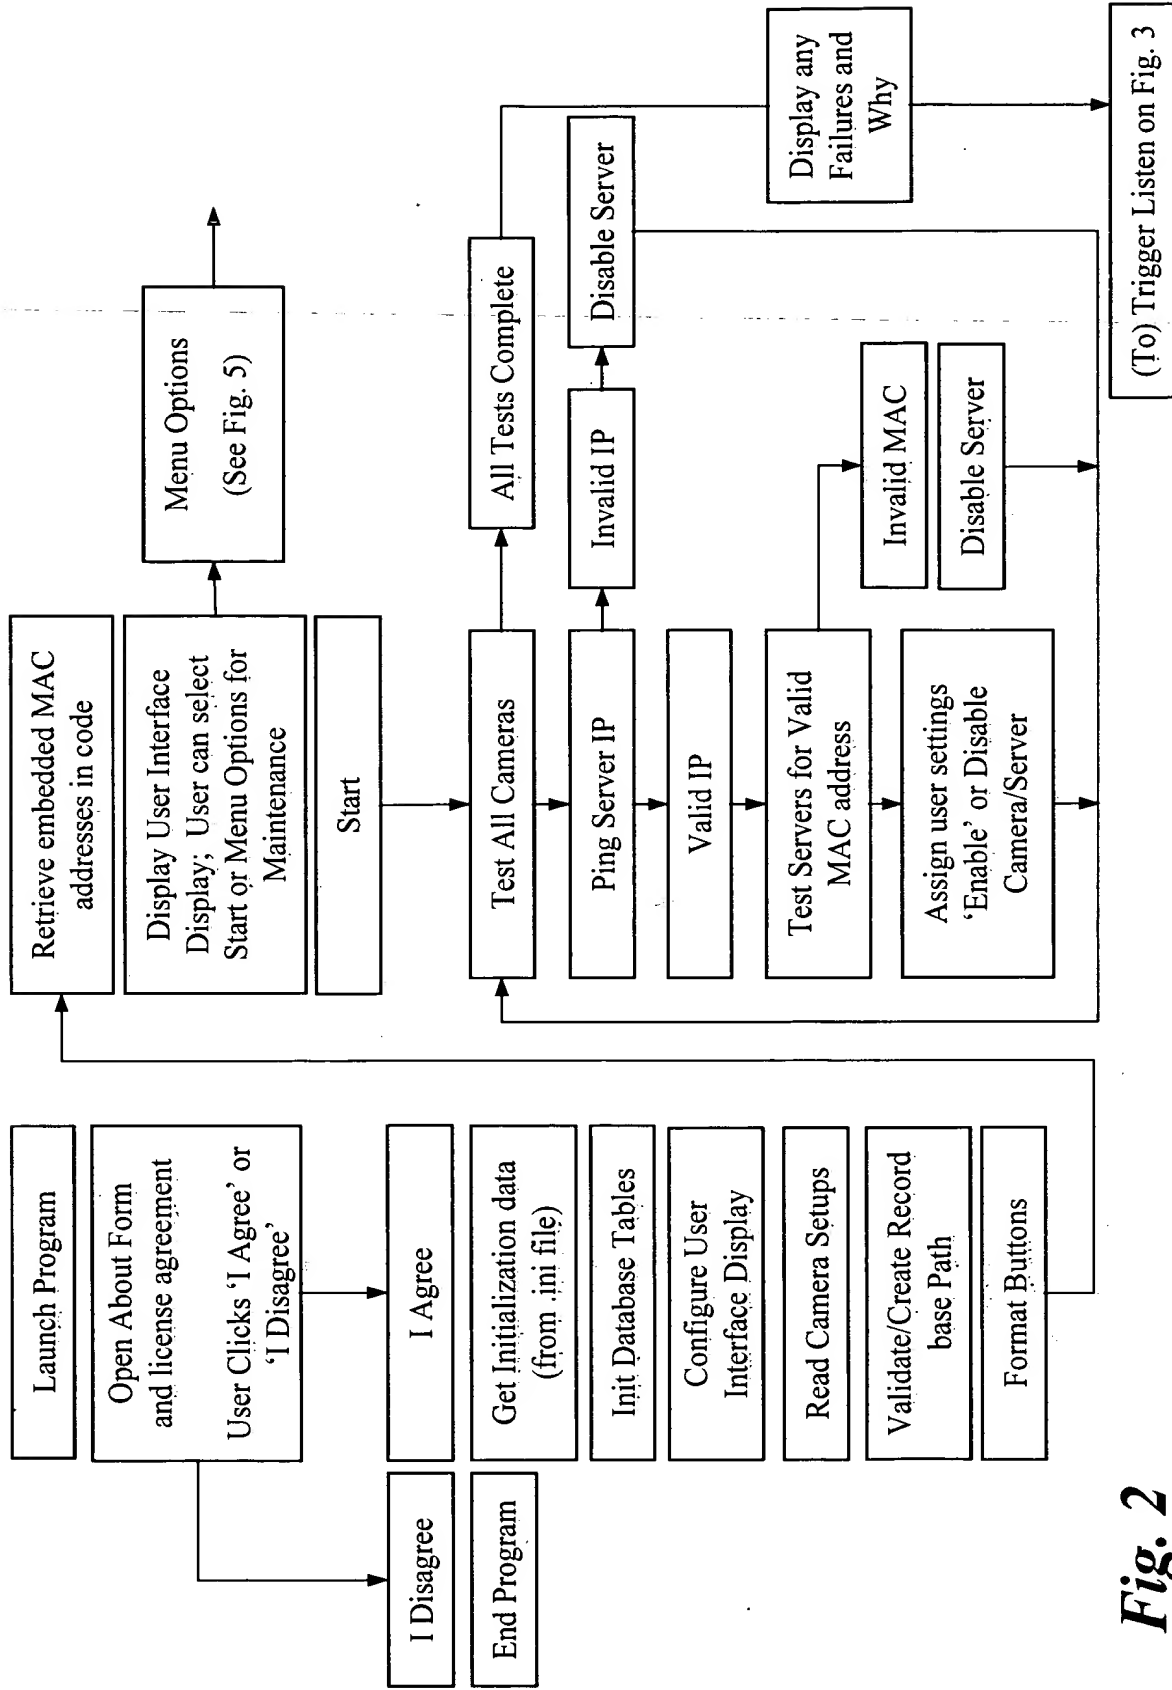 Launch Program
Open About Form
and license agreement
User Clicks ‘I Agree’ or
‘I Disagree’
I Disagree
End Program
I Agree
Get Initialization data
(from .ini file)
Init Database Tables
Configure User
Interface Display
Read Camera Setups
Validate/Create Record
base Path
Format Buttons
Retrieve embedded MAC
addresses in code
Display User Interface
Display; User can select
Start or Menu Options for
Maintenance
Menu Options
(See Fig. 5)
Start
Test All Cameras
All Tests Complete
Ping Server IP
Invalid IP
Disable Server
Valid IP
Test Servers for Valid
MAC address
Invalid MAC
Disable Server
Assign user settings
‘Enable’ or Disable
Camera/Server
Display any
Failures and
Why
(To) Trigger Listen on Fig. 3
Fig. 2